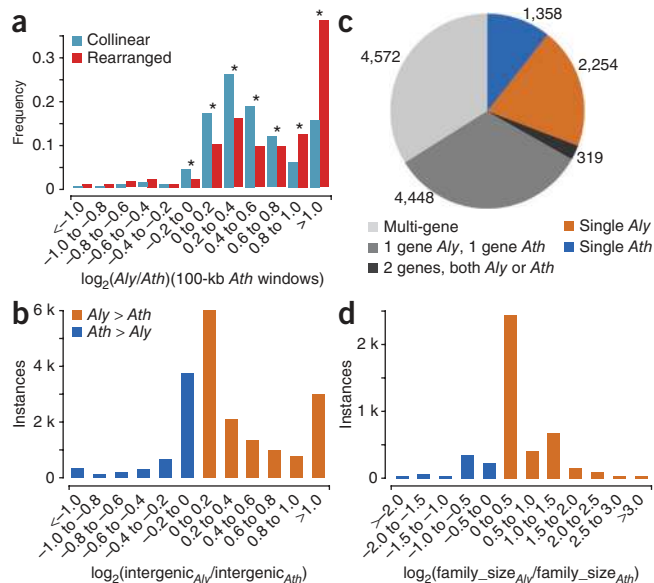 a
Collinear
Rearranged
Frequency
0.3
0.2
0.1
0
* * * * * * * *
<−1.0
−1.0 to −0.8
−0.8 to −0.6
−0.6 to −0.4
−0.4 to −0.2
−0.2 to 0
0 to 0.2
0.2 to 0.4
0.4 to 0.6
0.6 to 0.8
0.8 to 1.0
>1.0
log2(Aly/Ath)(100-kb Ath windows)
c
1,358
2,254
319
4,448
4,572
Multi-gene
1 gene Aly, 1 gene Ath
2 genes, both Aly or Ath
Single Aly
Single Ath
b
Aly > Ath
Ath > Aly
Instances
6 k
4 k
2 k
0
<−1.0
−1.0 to −0.8
−0.8 to −0.6
−0.6 to −0.4
−0.4 to −0.2
−0.2 to 0
0 to 0.2
0.2 to 0.4
0.4 to 0.6
0.6 to 0.8
0.8 to 1.0
>1.0
log2(intergenicAly/intergenicAth)
d
Instances
2 k
1 k
0
>−2.0
−2.0 to −1.5
−1.5 to −1.0
−1.0 to −0.5
−0.5 to 0
0 to 0.5
0.5 to 1.0
1.0 to 1.5
1.5 to 2.0
2.0 to 2.5
2.5 to 3.0
>3.0
log2(family_sizeAly/family_sizeAth)